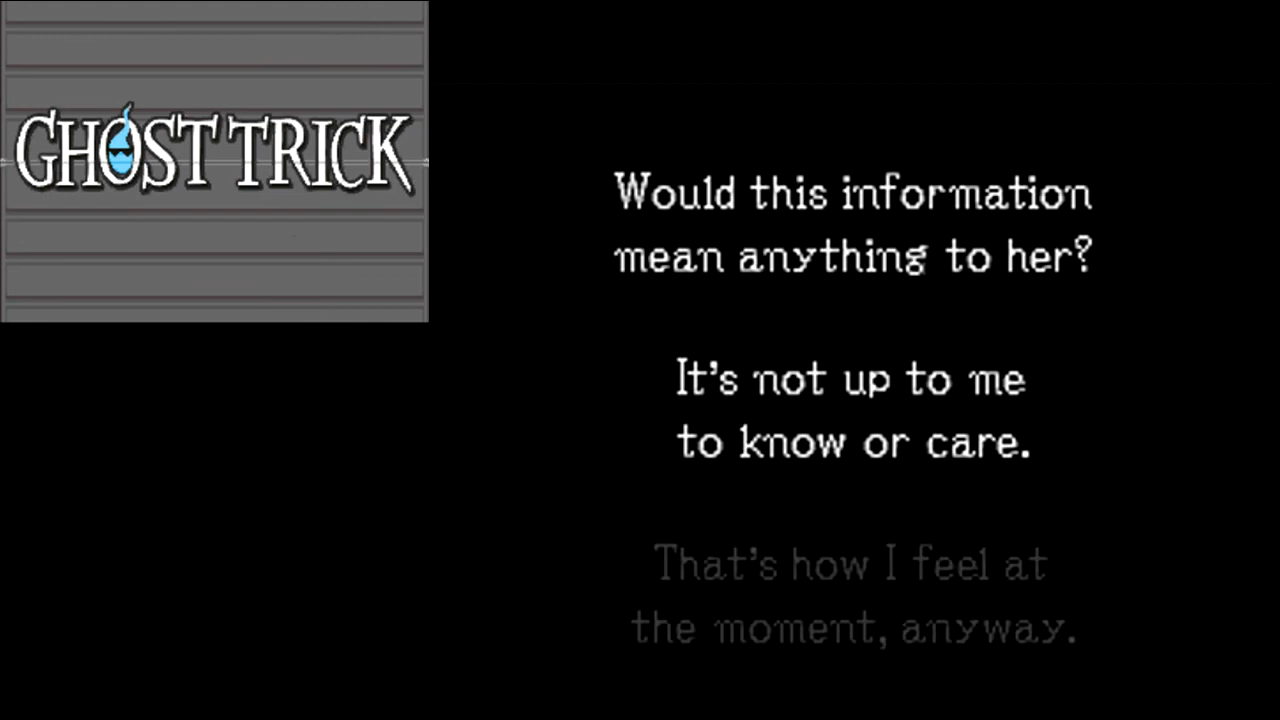 GHOST TRICK
Would this information
mean anything to her?
It's not up to me
to know or care.
That's how I feel at
the moment, anyway.